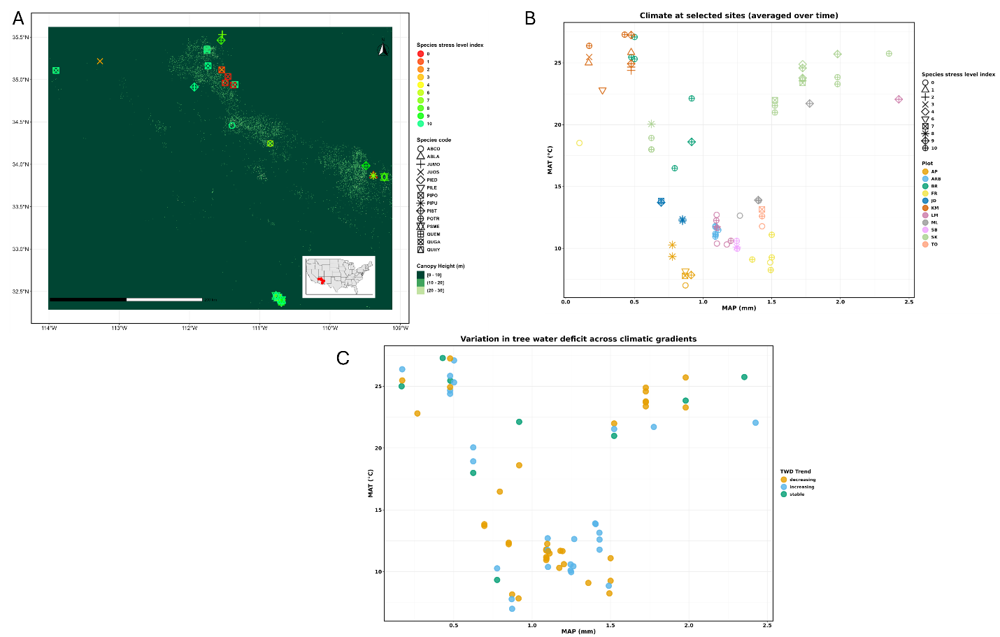 A
35.5°N
35.0°N
34.5°N
34.0°N
33.5°N
33.0°N
32.5°N
114°W
113°W
112°W
111°W
110°W
109°W
N
Species stress level index
0
1
2
3
4
6
7
8
9
10
Species code
ABCO
ABLA
JUMO
JUOS
PIED
PILE
PIPO
PIPU
PIST
POTR
PSME
QUEM
QUGA
QUHY
Canopy Height (m)
[0 - 10]
(10 - 20]
(20 - 30]
B
Climate at selected sites (averaged over time)
MAT (°C)
25
20
15
10
0.0
0.5
1.0
1.5
2.0
2.5
MAP (mm)
Species stress level index
0
1
2
3
4
6
7
8
9
10
Plot
AP
ARB
BR
FR
JD
KM
LM
ML
SB
SK
TO
C
Variation in tree water deficit across climatic gradients
MAT (°C)
25
20
15
10
0.5
1.0
1.5
2.0
2.5
MAP (mm)
TWD Trend
decreasing
increasing
stable